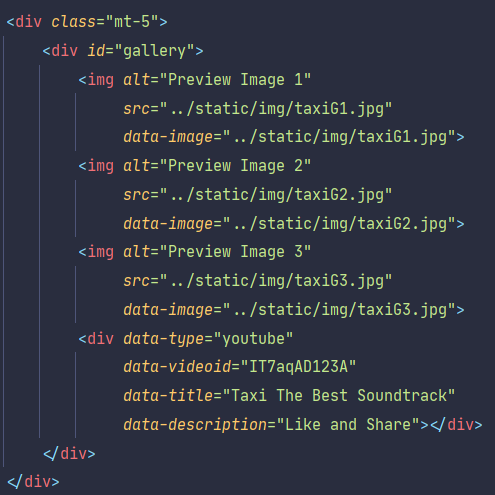 <div class="mt-5">
    <div id="gallery">
        <img alt="Preview Image 1"
             src="../static/img/taxiG1.jpg"
             data-image="../static/img/taxiG1.jpg">
        <img alt="Preview Image 2"
             src="../static/img/taxiG2.jpg"
             data-image="../static/img/taxiG2.jpg">
        <img alt="Preview Image 3"
             src="../static/img/taxiG3.jpg"
             data-image="../static/img/taxiG3.jpg">
        <div data-type="youtube"
             data-videoid="IT7aqAD123A"
             data-title="Taxi The Best Soundtrack"
             data-description="Like and Share"></div>
    </div>
</div>